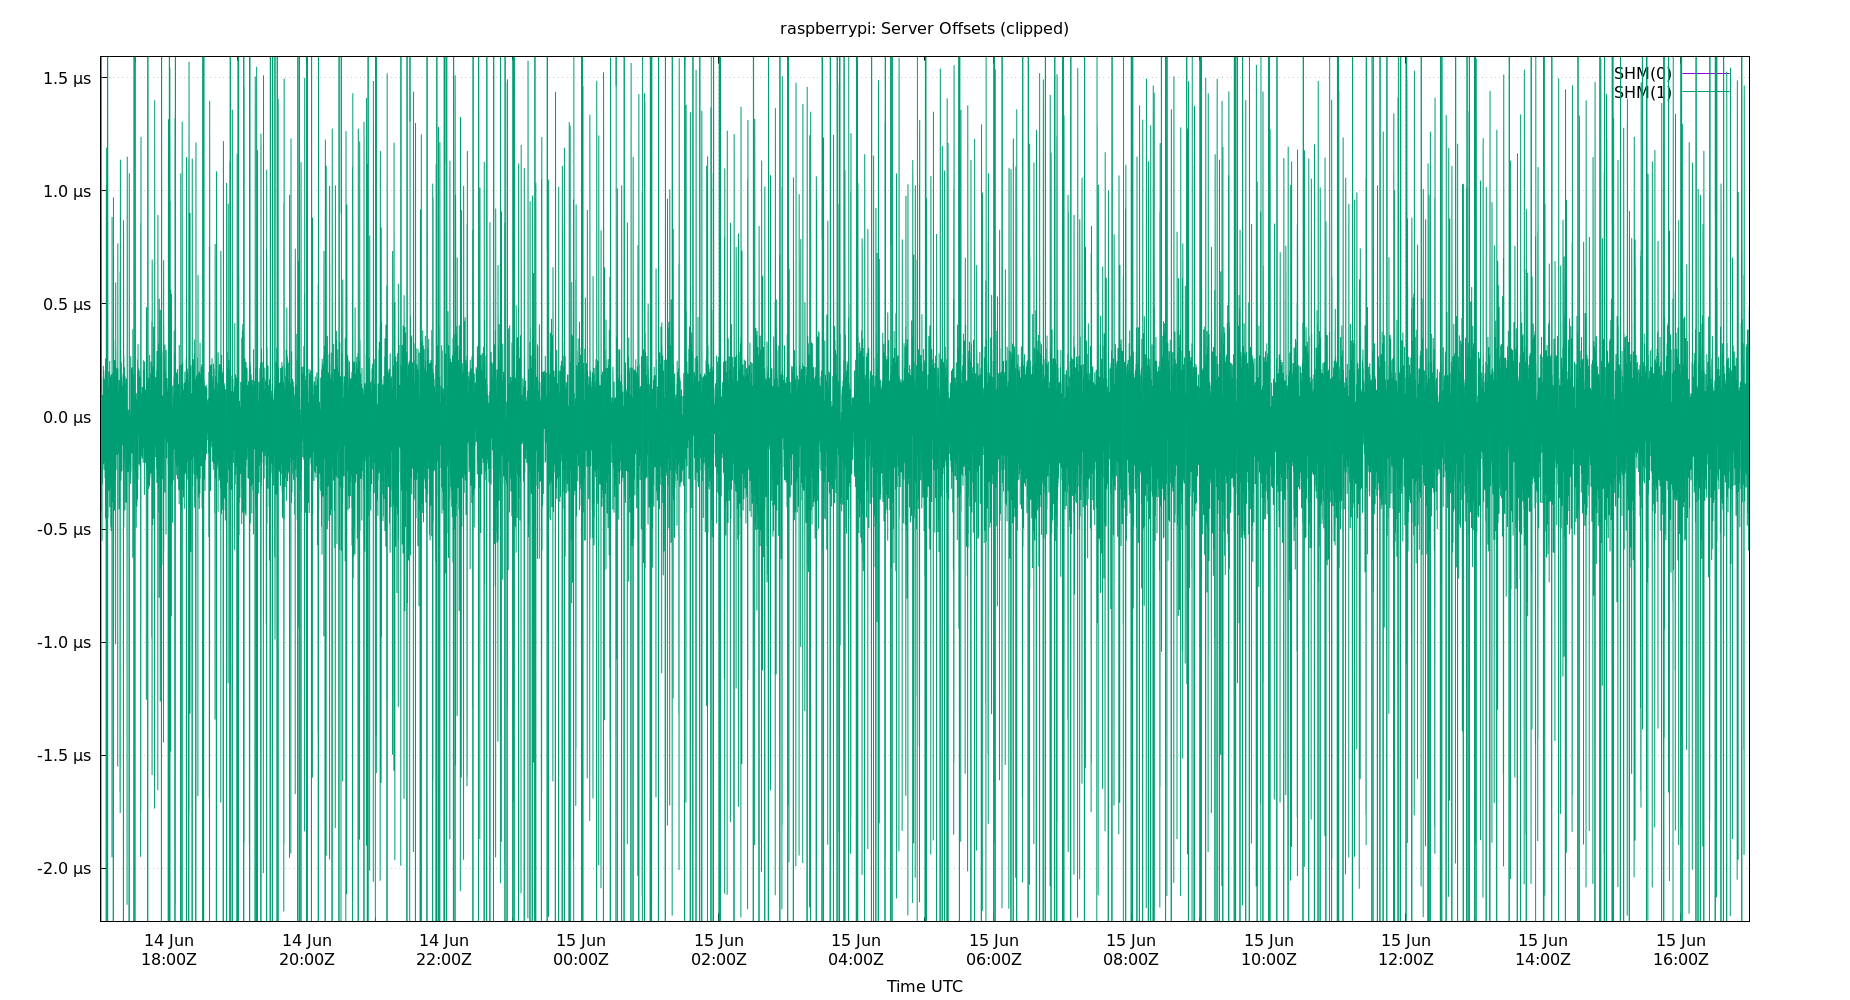 raspberrypi: Server Offsets (clipped)
SHM(0)
SHM(1)
1.5 µs
1.0 µs
0.5 µs
0.0 µs
-0.5 µs
-1.0 µs
-1.5 µs
-2.0 µs
14 Jun 14 Jun 14 Jun 15 Jun 15 Jun 15 Jun 15 Jun 15 Jun 15 Jun 15 Jun 15 Jun 15 Jun
18:00Z 20:00Z 22:00Z 00:00Z 02:00Z 04:00Z 06:00Z 08:00Z 10:00Z 12:00Z 14:00Z 16:00Z
Time UTC